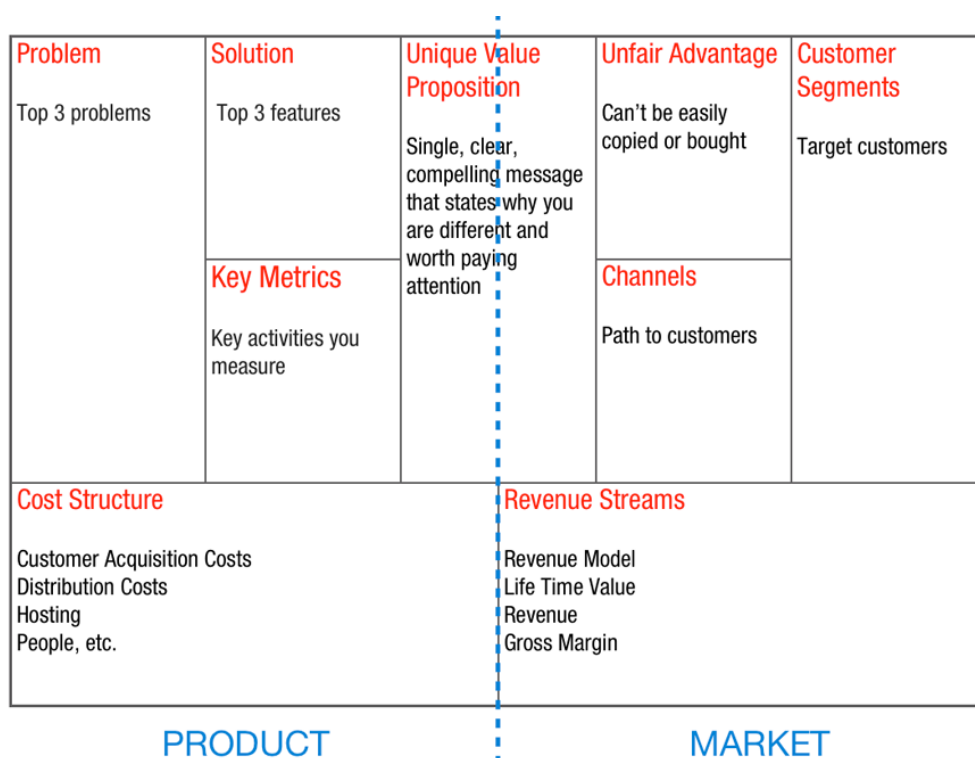 Problem
Top 3 problems
Solution
Top 3 features
Key Metrics
Key activities you
measure
Unique Value
Proposition
Single, clear,
compelling message
that states why you
are different and
worth paying
attention
Unfair Advantage
Can't be easily
copied or bought
Channels
Path to customers
Customer
Segments
Target customers
Cost Structure
Customer Acquisition Costs
Distribution Costs
Hosting
People, etc.
Revenue Streams
Revenue Model
Life Time Value
Revenue
Gross Margin
PRODUCT
MARKET